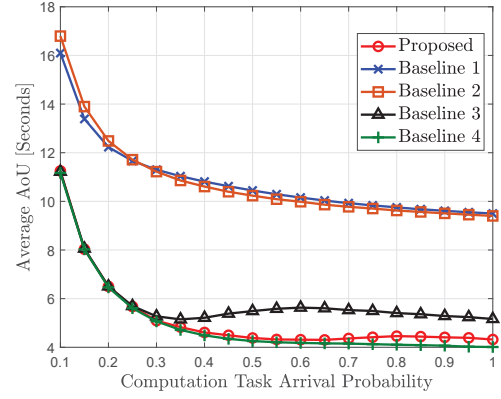 18
16
14
12
10
8
6
4
Average AoU [Seconds]
Proposed
Baseline 1
Baseline 2
Baseline 3
Baseline 4
0.1 0.2 0.3 0.4 0.5 0.6 0.7 0.8 0.9 1
Computation Task Arrival Probability